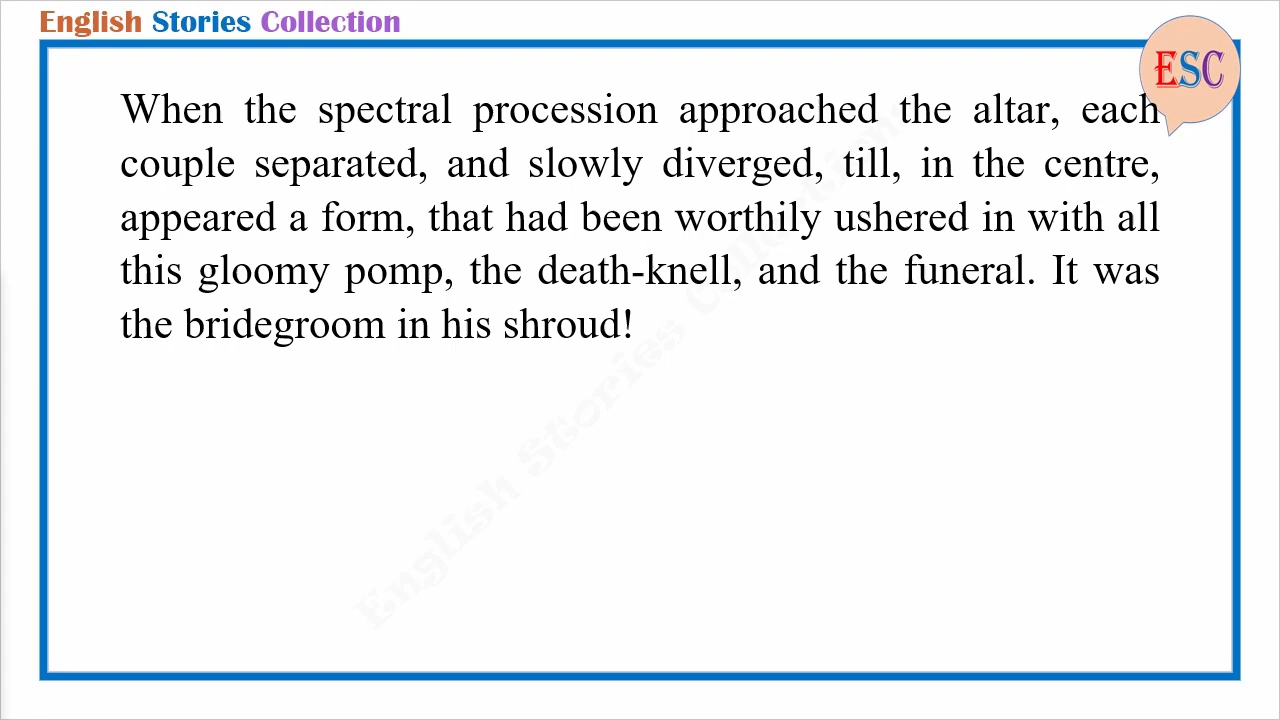 English Stories Collection
ESC
When the spectral procession approached the altar, each
couple separated, and slowly diverged, till, in the centre,
appeared a form, that had been worthily ushered in with all
this gloomy pomp, the death-knell, and the funeral. It was
the bridegroom in his shroud!
English Stories Collection